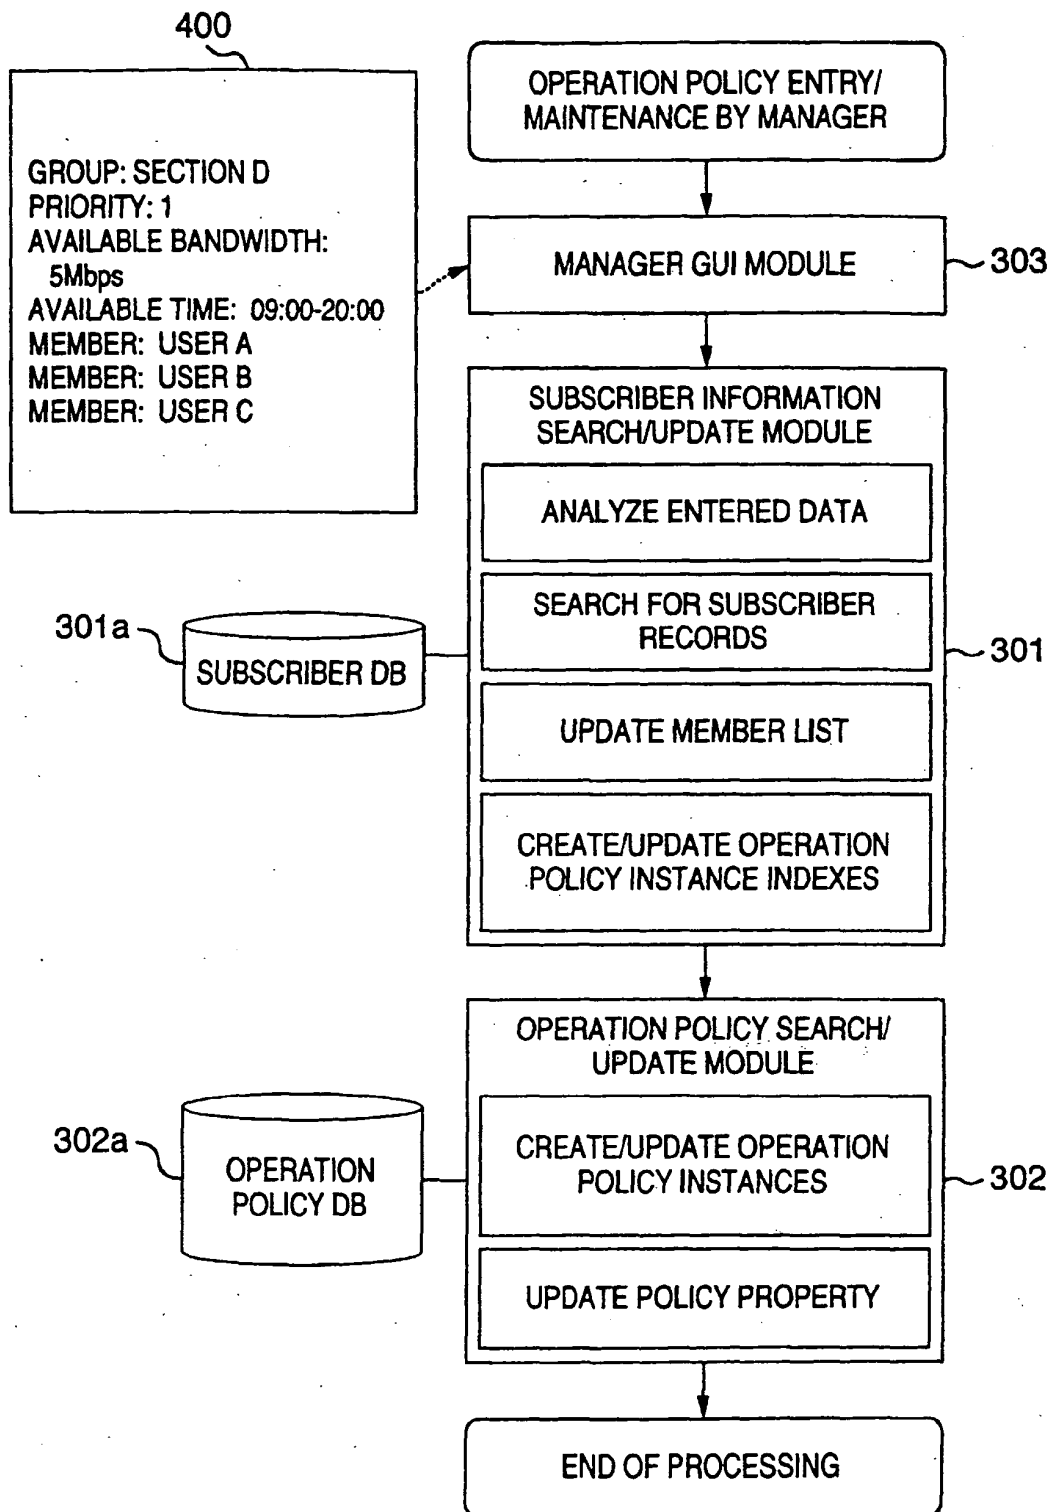 400
GROUP: SECTION D
PRIORITY: 1
AVAILABLE BANDWIDTH:
5Mbps
AVAILABLE TIME: 09:00-20:00
MEMBER: USER A
MEMBER: USER B
MEMBER: USER C
OPERATION POLICY ENTRY/
MAINTENANCE BY MANAGER
MANAGER GUI MODULE
303
SUBSCRIBER INFORMATION
SEARCH/UPDATE MODULE
ANALYZE ENTERED DATA
SEARCH FOR SUBSCRIBER
RECORDS
UPDATE MEMBER LIST
CREATE/UPDATE OPERATION
POLICY INSTANCE INDEXES
301
301a
SUBSCRIBER DB
OPERATION POLICY SEARCH/
UPDATE MODULE
CREATE/UPDATE OPERATION
POLICY INSTANCES
UPDATE POLICY PROPERTY
302
302a
OPERATION
POLICY DB
END OF PROCESSING